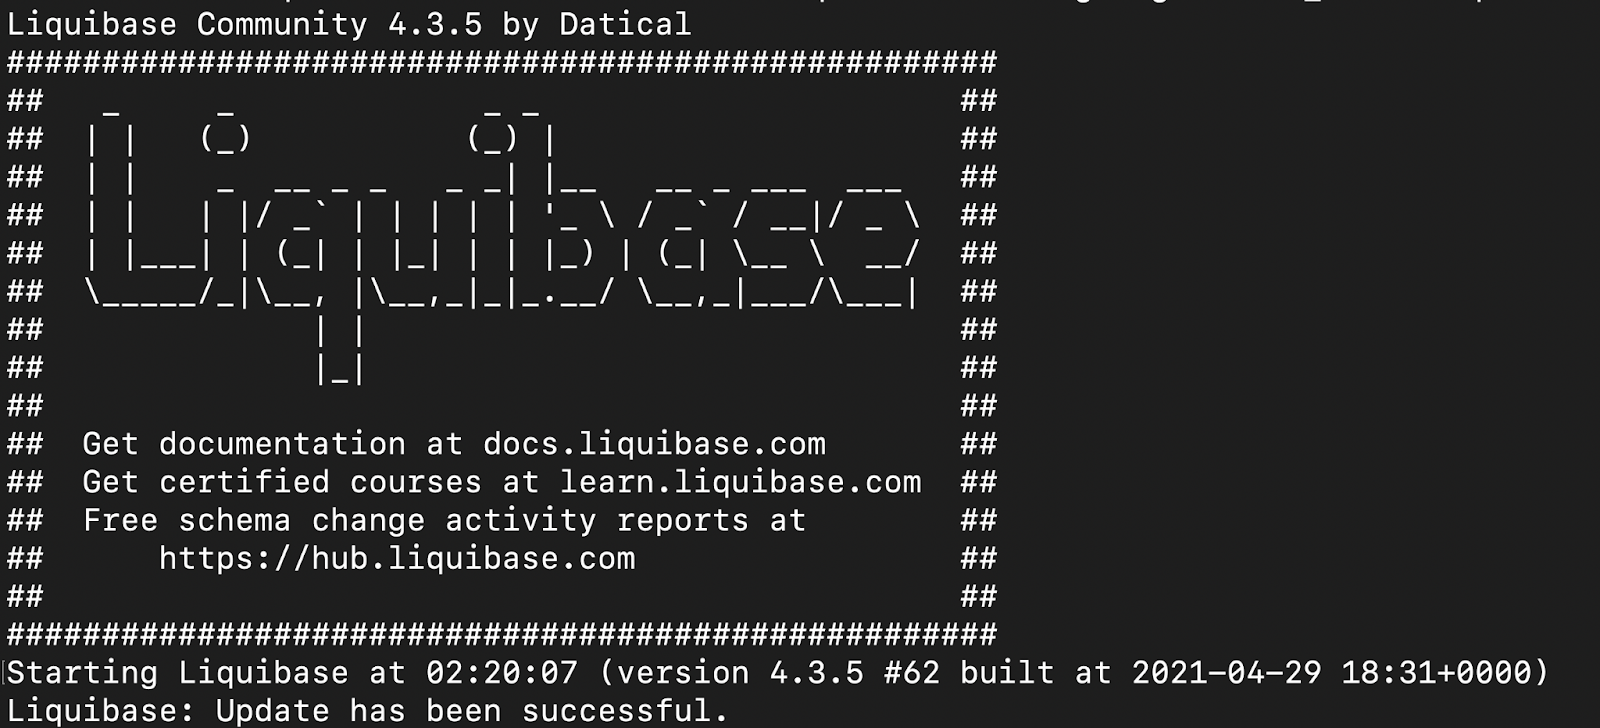 Liquibase Community 4.3.5 by Datical
####################################################
##   _     _             _ _                      ##
##  | |   (_)           (_) |                     ##
##  | |    _  __ _ _   _ _| |__   __ _ ___  ___   ##
##  | |   | |/ _` | | | | | '_ \ / _` / __|/ _ \  ##
##  | |___| | (_| | |_| | | |_) | (_| \__ \  __/  ##
##  \_____/_|\__, |\__,_|_|_.__/ \__,_|___/\___|  ##
##              | |                               ##
##              |_|                               ##
##                                                ##
##  Get documentation at docs.liquibase.com       ##
##  Get certified courses at learn.liquibase.com  ##
##  Free schema change activity reports at        ##
##      https://hub.liquibase.com                 ##
##                                                ##
####################################################
Starting Liquibase at 02:20:07 (version 4.3.5 #62 built at 2021-04-29 18:31+0000)
Liquibase: Update has been successful.